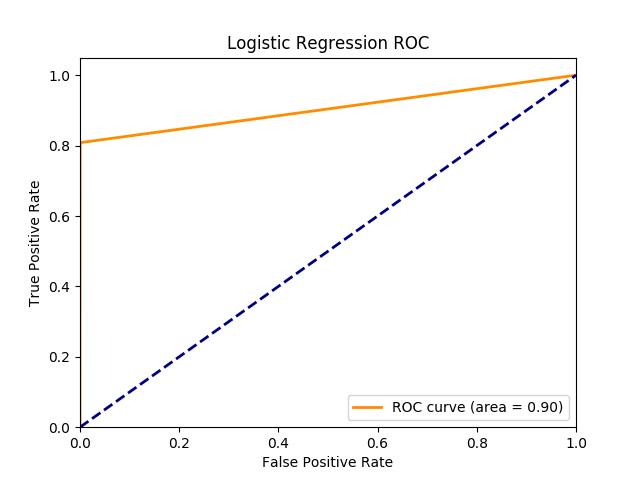 Logistic Regression ROC
1.0
0.8
0.6
0.4
0.2
0.0
True Positive Rate
ROC curve (area = 0.90)
0.0 0.2 0.4 0.6 0.8 1.0
False Positive Rate